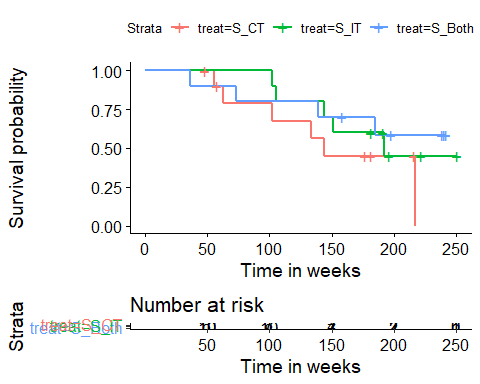 Strata treat=S_CT treat=S_IT treat=S_Both
Survival probability
1.00
0.75
0.50
0.25
0.00
0 50 100 150 200 250
Time in weeks
Number at risk
Strata
treat=S_Both
50 100 150 200 250
Time in weeks